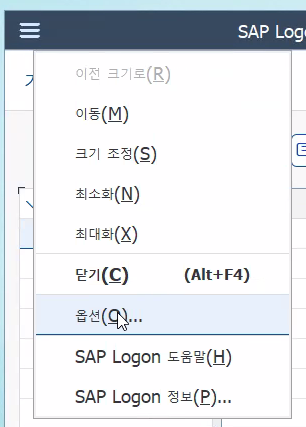 SAP Logo
이전 크기로(R)
이동(M)
크기 조정(S)
최소화(N)
최대화(X)
닫기(C) (Alt+F4)
옵션(O)...
SAP Logon 도움말(H)
SAP Logon 정보(P)...